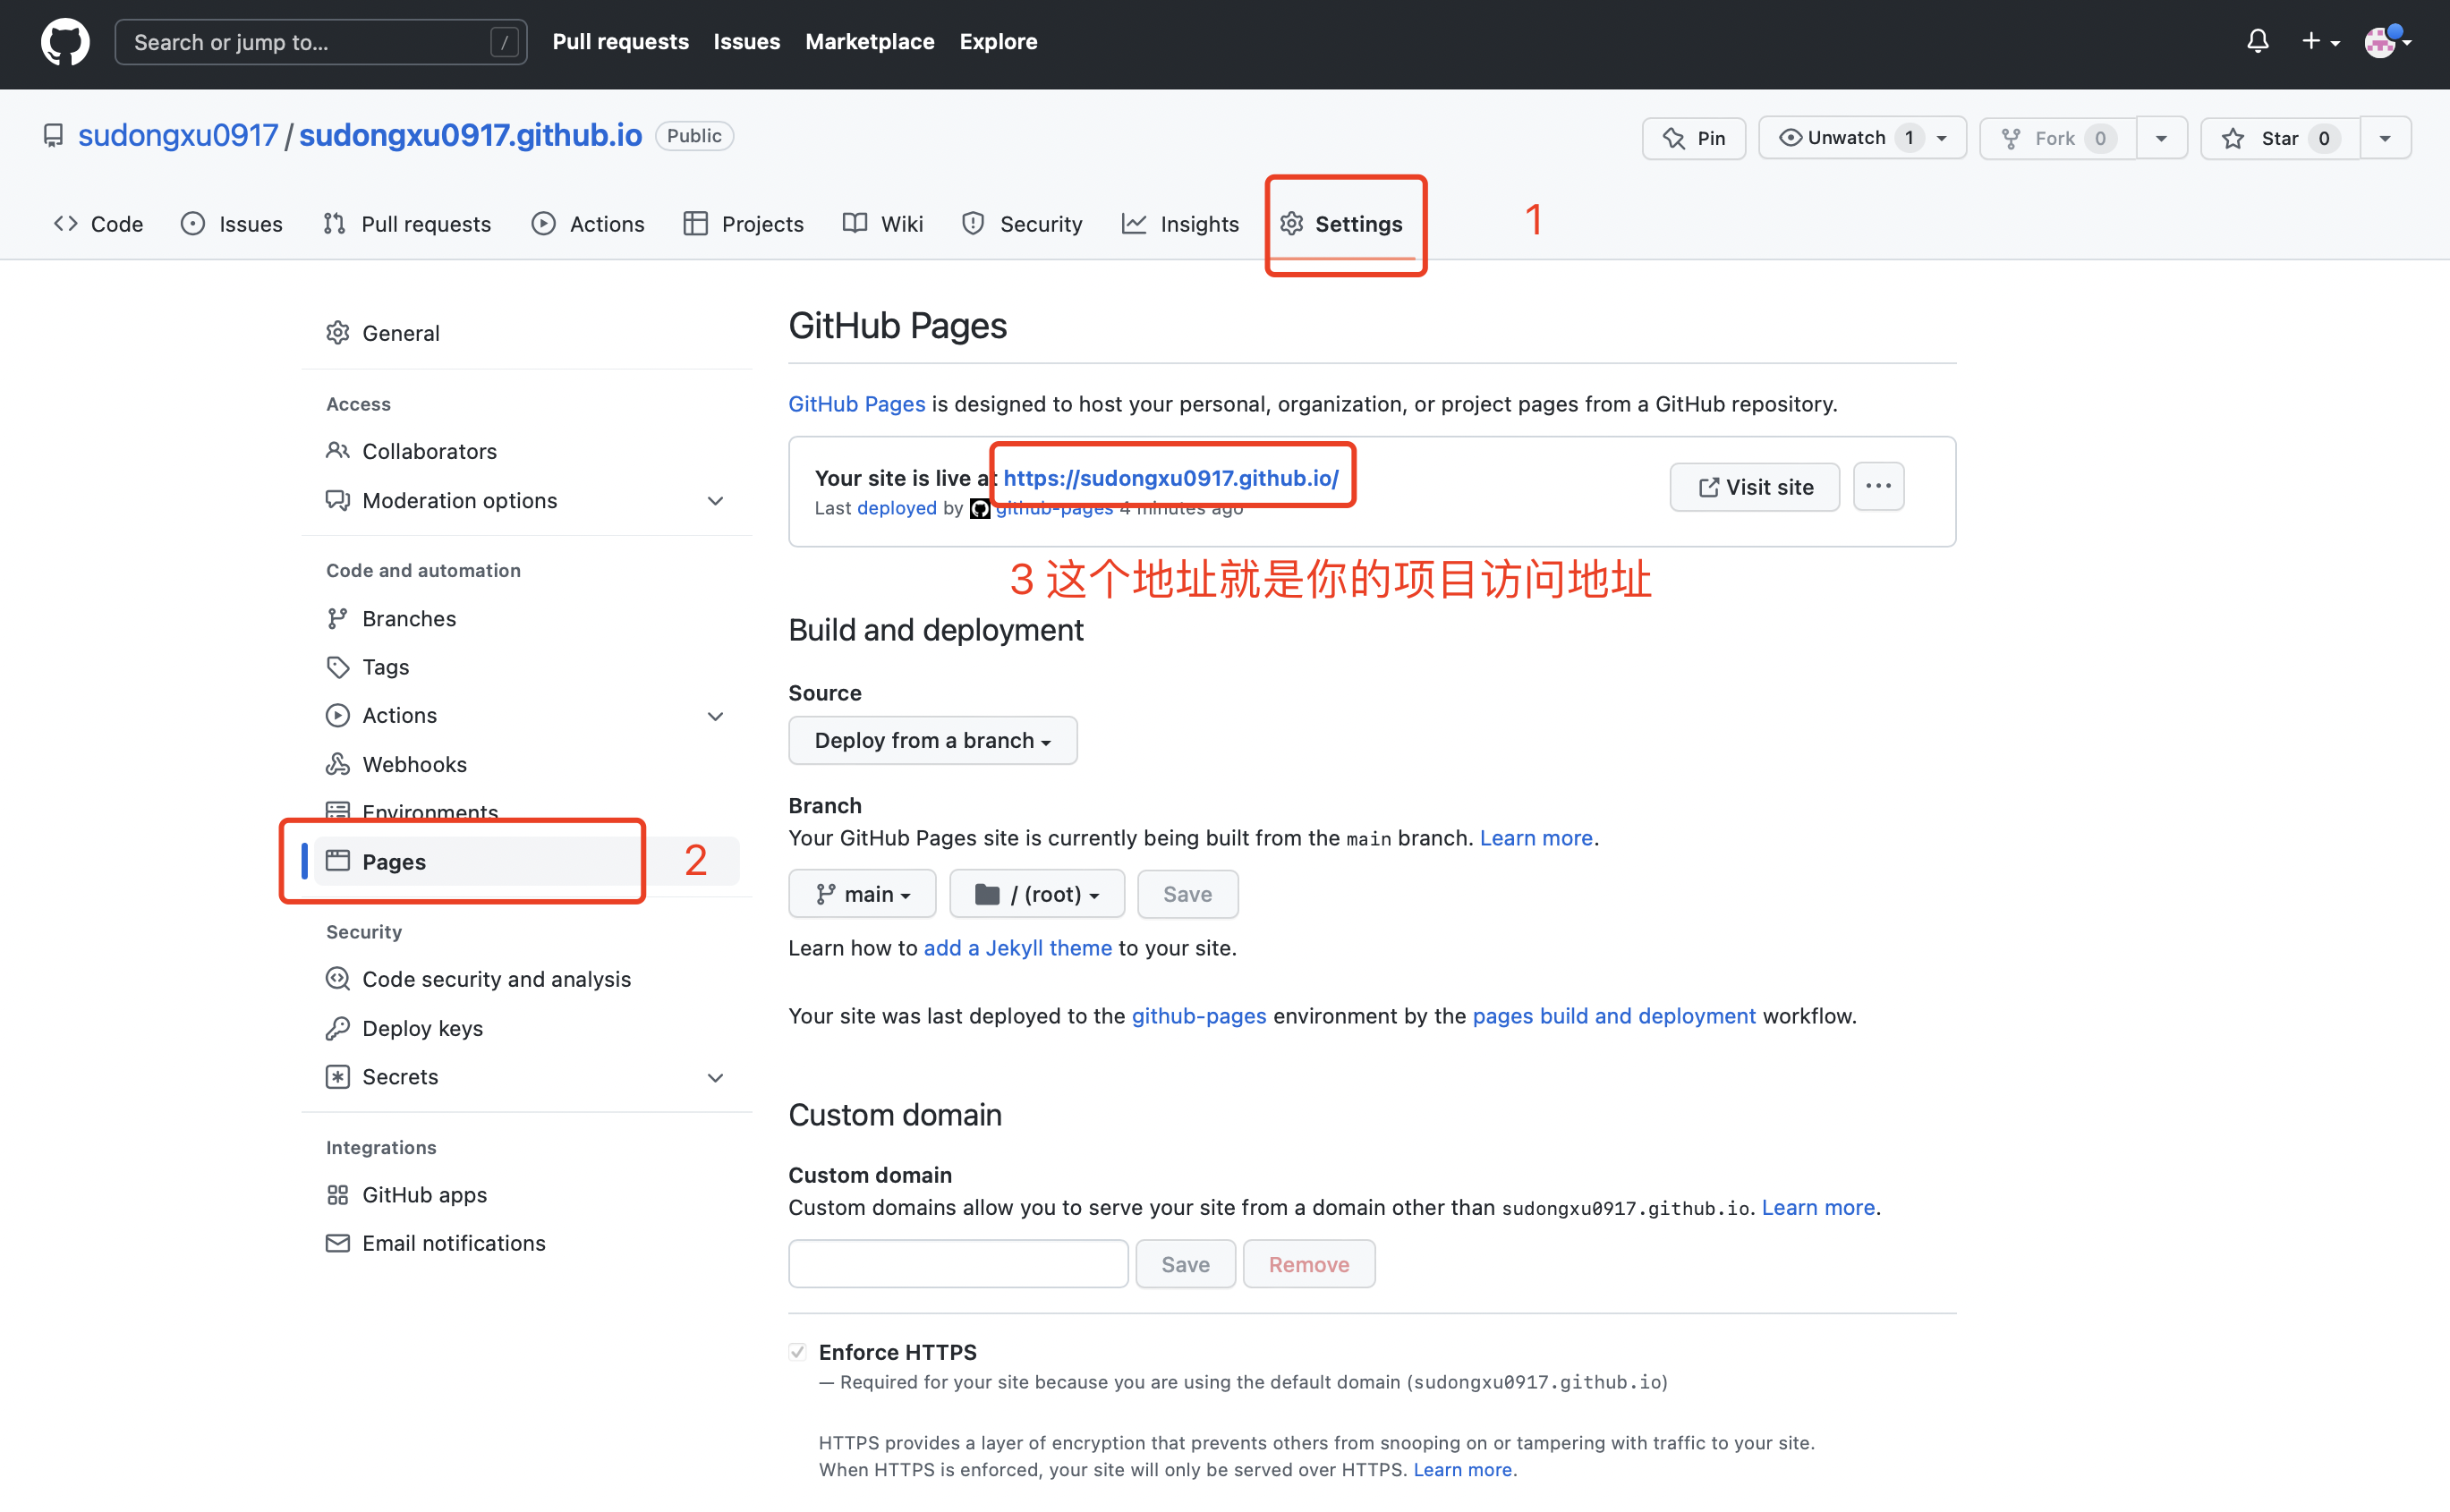 Search or jump to... /
Pull requests Issues Marketplace Explore
sudongxu0917 / sudongxu0917.github.io Public
Pin Unwatch 1 Fork 0 Star 0
Code Issues Pull requests Actions Projects Wiki Security Insights Settings 1
General
Access
Collaborators
Moderation options
Code and automation
Branches
Tags
Actions
Webhooks
Environments
Pages 2
Security
Code security and analysis
Deploy keys
Secrets
Integrations
GitHub apps
Email notifications
GitHub Pages
GitHub Pages is designed to host your personal, organization, or project pages from a GitHub repository.
Your site is live at https://sudongxu0917.github.io/
Last deployed by github-pages 4 minutes ago
Visit site ...
3 这个地址就是你的项目访问地址
Build and deployment
Source
Deploy from a branch
Branch
Your GitHub Pages site is currently being built from the main branch. Learn more.
main / (root) Save
Learn how to add a Jekyll theme to your site.
Your site was last deployed to the github-pages environment by the pages build and deployment workflow.
Custom domain
Custom domain
Custom domains allow you to serve your site from a domain other than sudongxu0917.github.io. Learn more.
Save Remove
Enforce HTTPS
— Required for your site because you are using the default domain (sudongxu0917.github.io)
HTTPS provides a layer of encryption that prevents others from snooping on or tampering with traffic to your site.
When HTTPS is enforced, your site will only be served over HTTPS. Learn more.